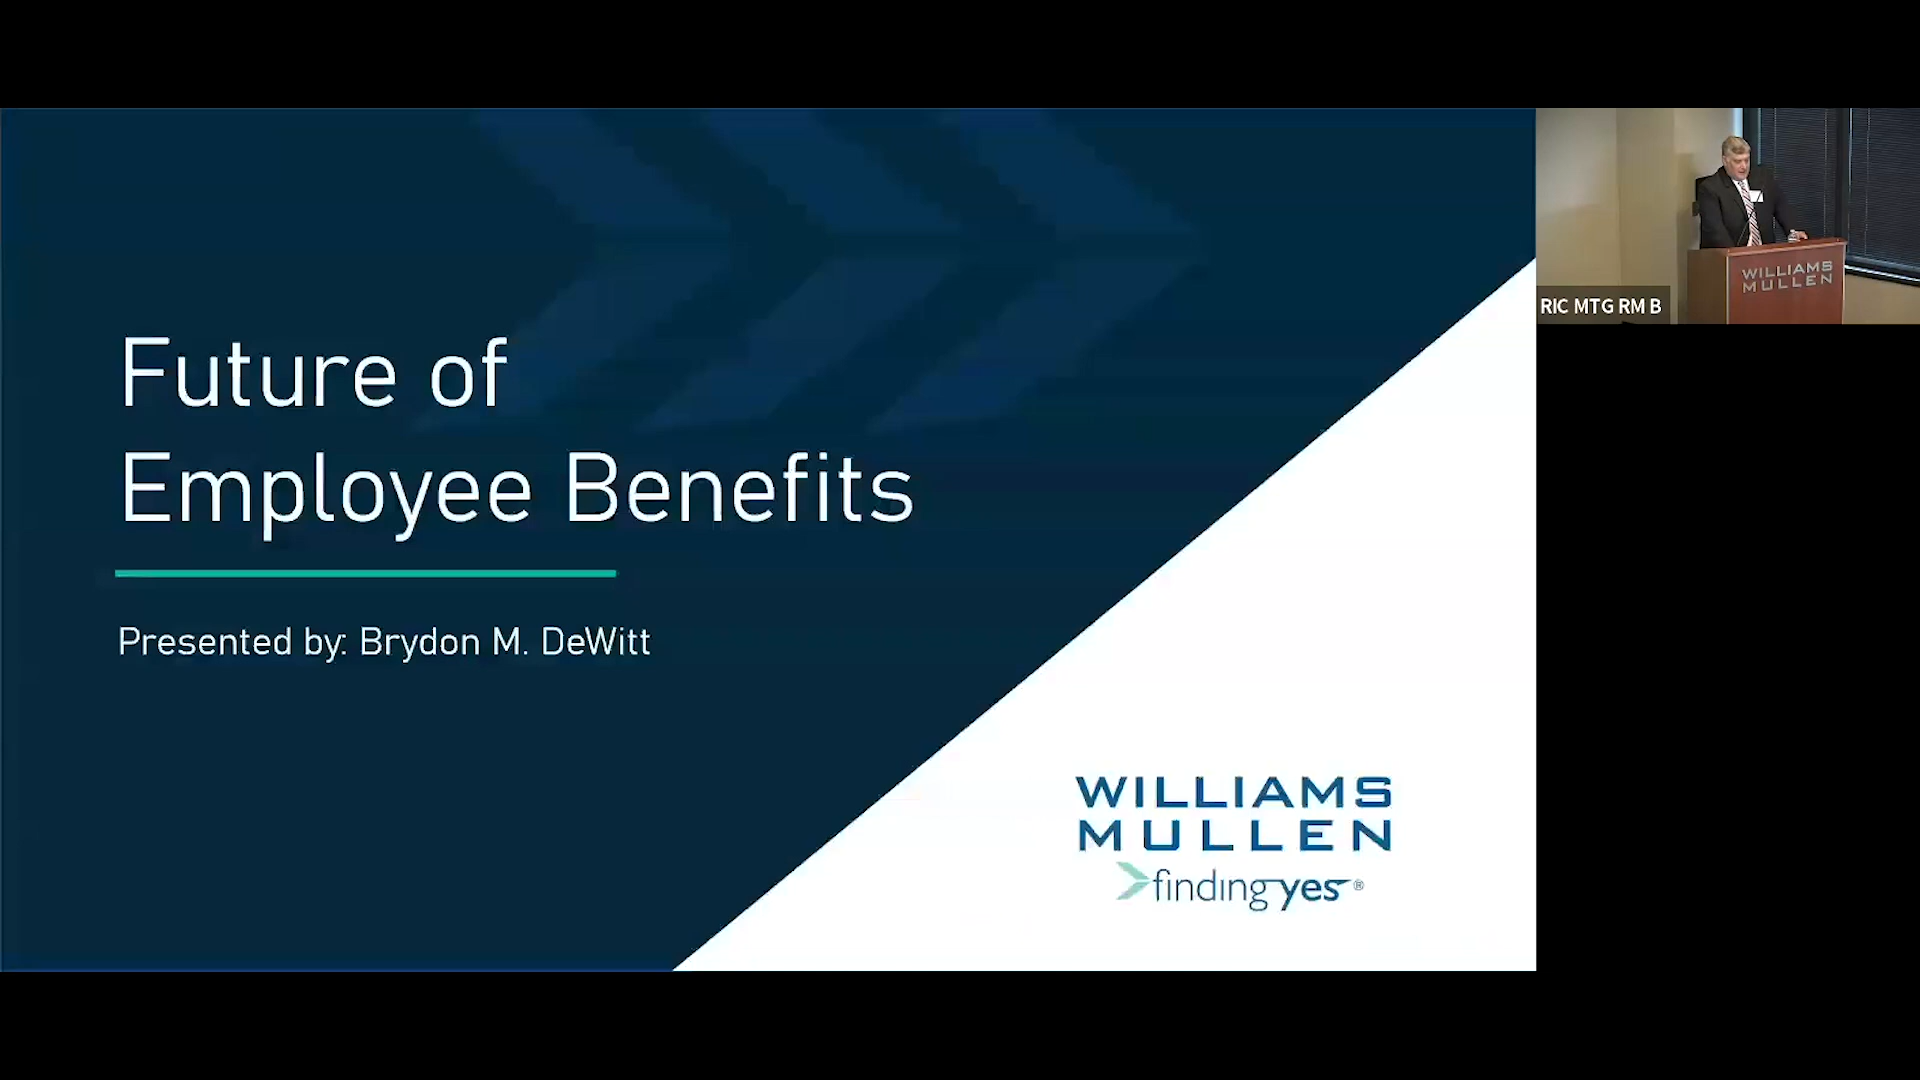 Future of
Employee Benefits
Presented by: Brydon M. DeWitt
WILLIAMS
MULLEN
findingyes®
WILLIAMS
MULLEN
RIC MTG RM B